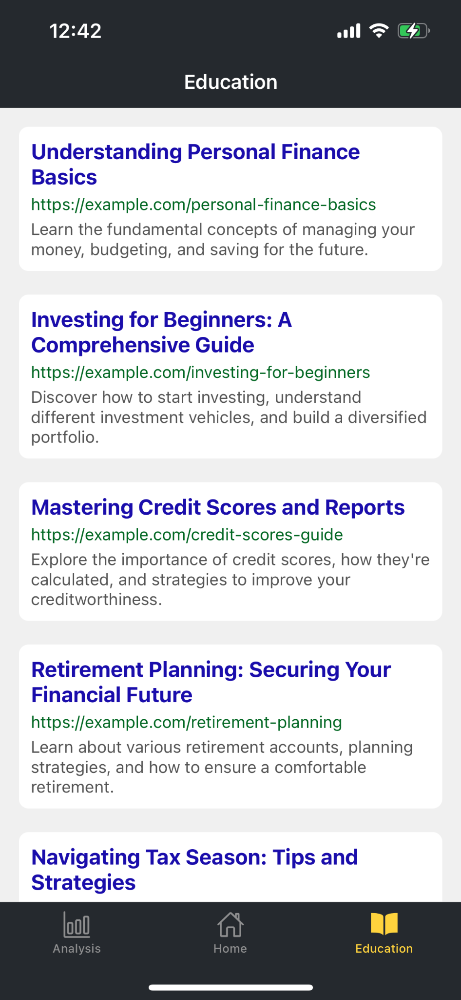 12:42
Education
Understanding Personal Finance
Basics
https://example.com/personal-finance-basics
Learn the fundamental concepts of managing your
money, budgeting, and saving for the future.
Investing for Beginners: A
Comprehensive Guide
https://example.com/investing-for-beginners
Discover how to start investing, understand
different investment vehicles, and build a diversified
portfolio.
Mastering Credit Scores and Reports
https://example.com/credit-scores-guide
Explore the importance of credit scores, how they're
calculated, and strategies to improve your
creditworthiness.
Retirement Planning: Securing Your
Financial Future
https://example.com/retirement-planning
Learn about various retirement accounts, planning
strategies, and how to ensure a comfortable
retirement.
Navigating Tax Season: Tips and
Strategies
Analysis
Home
Education